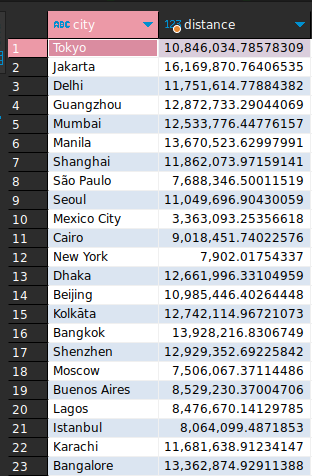 ABC city 123 distance
1 Tokyo 10,846,034.78578309
2 Jakarta 16,169,870.76406535
3 Delhi 11,751,614.77884382
4 Guangzhou 12,872,733.29044069
5 Mumbai 12,533,776.44776157
6 Manila 13,670,523.62997991
7 Shanghai 11,862,073.97159141
8 São Paulo 7,688,346.50011519
9 Seoul 11,049,696.90430059
10 Mexico City 3,363,093.25356618
11 Cairo 9,018,451.74022576
12 New York 7,902.01754337
13 Dhaka 12,661,996.33104959
14 Beijing 10,985,446.40264448
15 Kolkāta 12,742,114.96721073
16 Bangkok 13,928,216.8306749
17 Shenzhen 12,929,352.69225842
18 Moscow 7,506,067.37114486
19 Buenos Aires 8,529,230.37004706
20 Lagos 8,476,670.14129785
21 Istanbul 8,064,099.4871853
22 Karachi 11,681,638.91234147
23 Bangalore 13,362,874.92911388